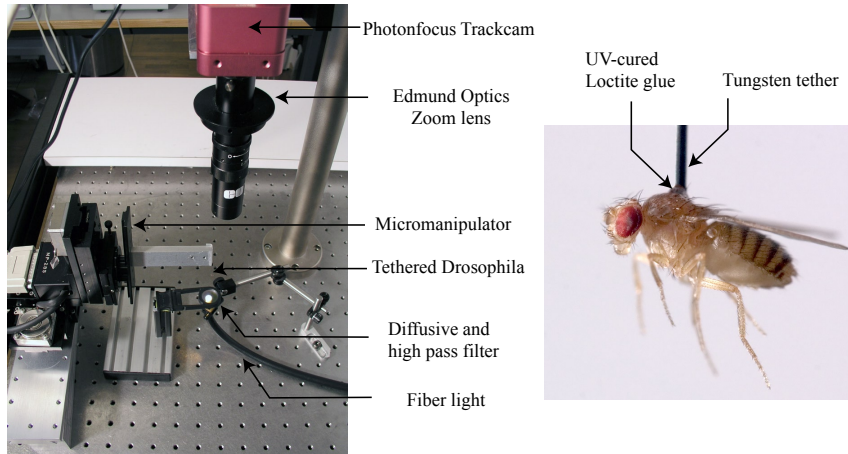 Photonfocus Trackcam
Edmund Optics
Zoom lens
Micromanipulator
Tethered Drosophila
Diffusive and
high pass filter
Fiber light
UV-cured
Loctite glue
Tungsten tether